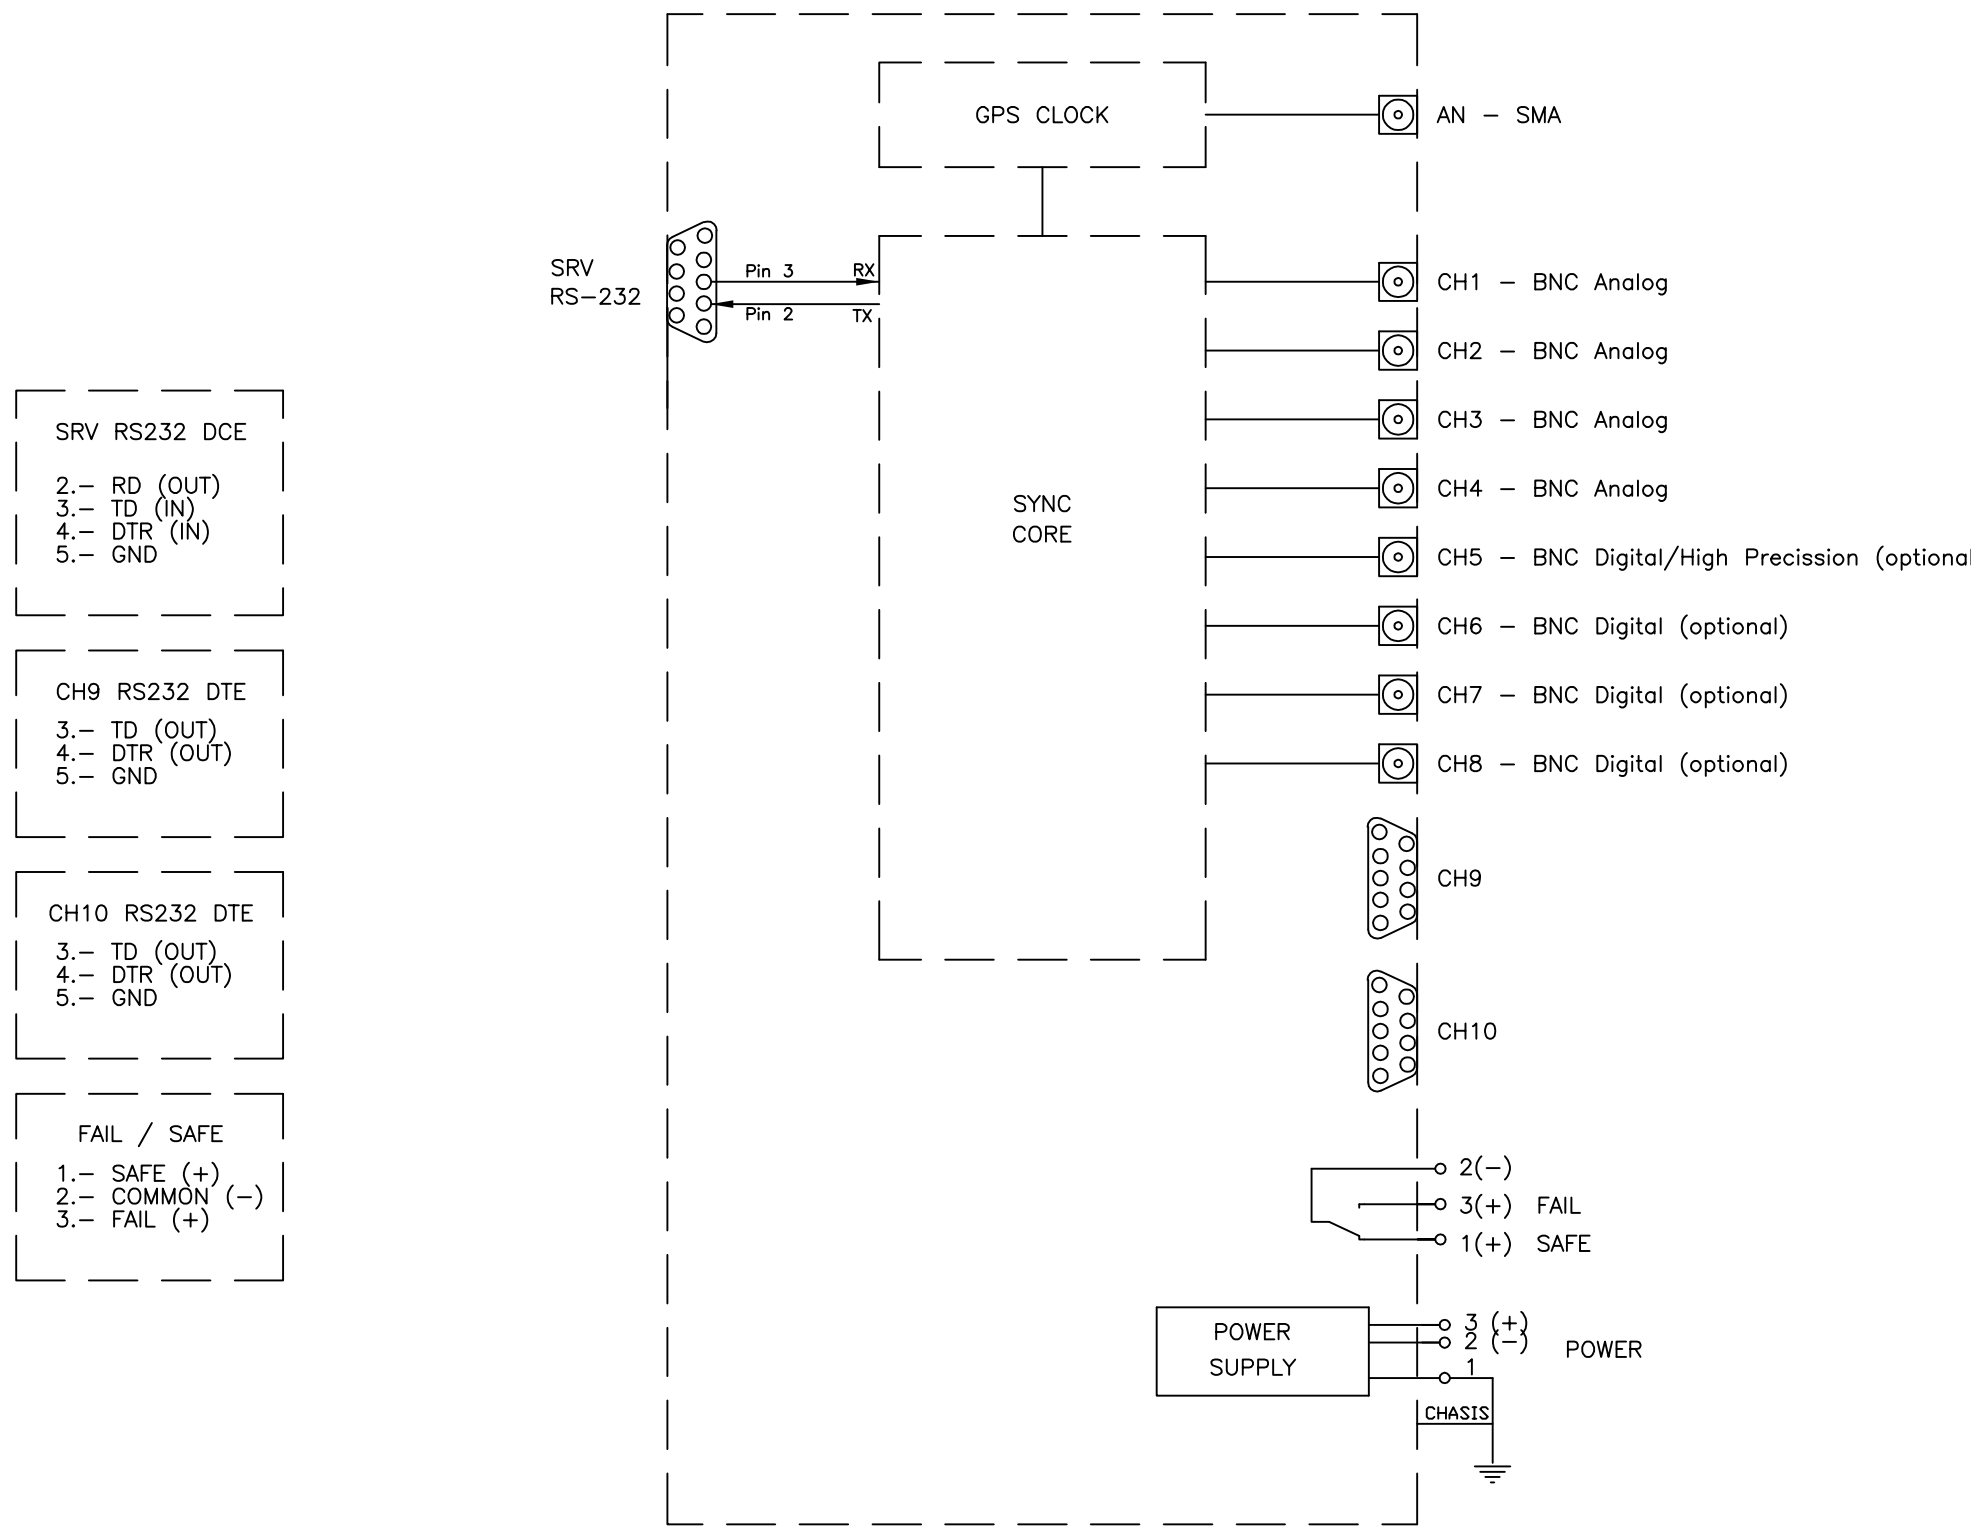 GPS CLOCK
AN - SMA
SRV
RS-232
Pin 3
RX
Pin 2
TX
CH1 - BNC Analog
CH2 - BNC Analog
CH3 - BNC Analog
CH4 - BNC Analog
SYNC
CORE
CH5 - BNC Digital/High Precission (optional
CH6 - BNC Digital (optional)
CH7 - BNC Digital (optional)
CH8 - BNC Digital (optional)
CH9
CH10
SRV RS232 DCE
2.- RD (OUT)
3.- TD (IN)
4.- DTR (IN)
5.- GND
CH9 RS232 DTE
3.- TD (OUT)
4.- DTR (OUT)
5.- GND
CH10 RS232 DTE
3.- TD (OUT)
4.- DTR (OUT)
5.- GND
FAIL / SAFE
1.- SAFE (+)
2.- COMMON (-)
3.- FAIL (+)
2(-)
3(+) FAIL
1(+) SAFE
POWER
SUPPLY
3 (+)
2 (-)
1
POWER
CHASIS